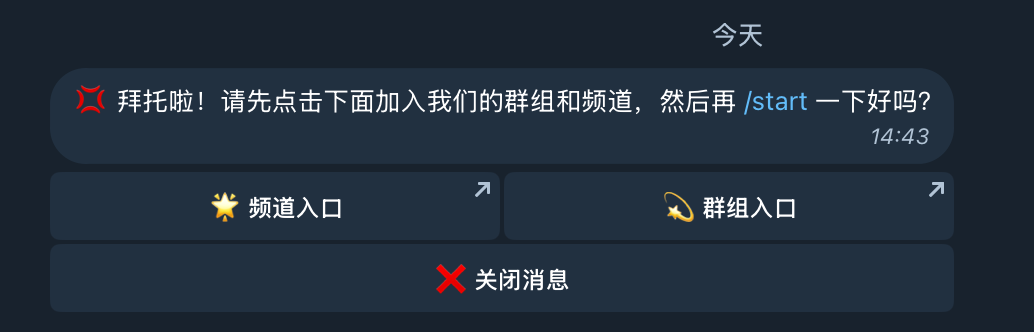 今天
💢 拜托啦！请先点击下面加入我们的群组和频道，然后再 /start 一下好吗?
14:43
🌟 频道入口
💫 群组入口
❌ 关闭消息